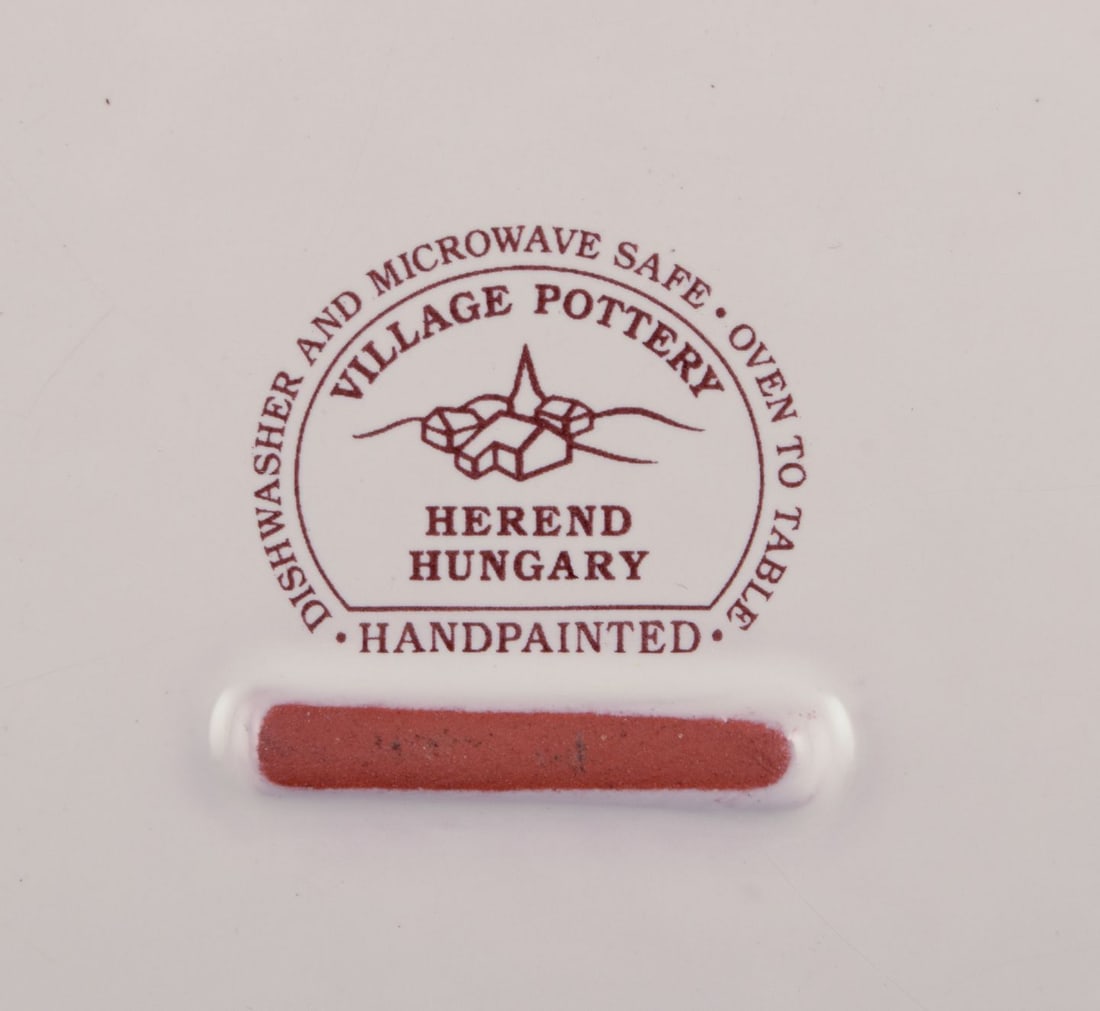 DISHWASHER AND MICROWAVE SAFE • OVEN TO TABLE
VILLAGE POTTERY
HEREND
HUNGARY
• HANDPAINTED •